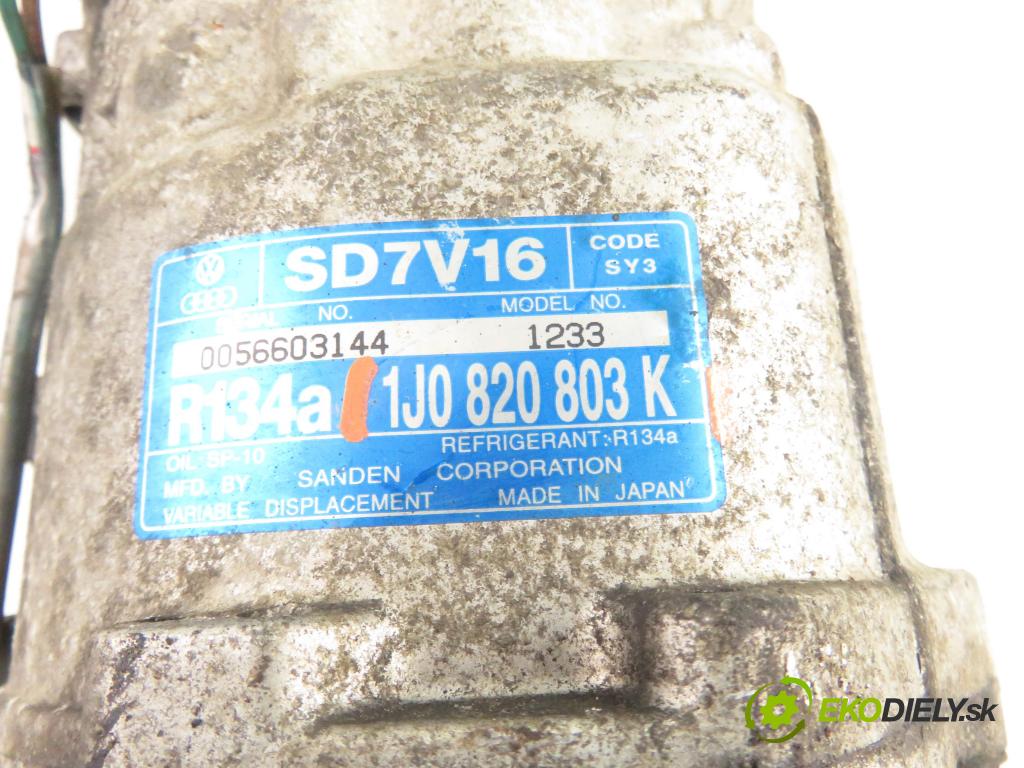 SD7V16
CODE
SY3
SERIAL NO. MODEL NO.
0056603144 1233
R134a 1J0 820 803 K
REFRIGERANT: R134a
OIL SP-10
MFD. BY SANDEN CORPORATION
VARIABLE DISPLACEMENT MADE IN JAPAN
EKODIELY.sk